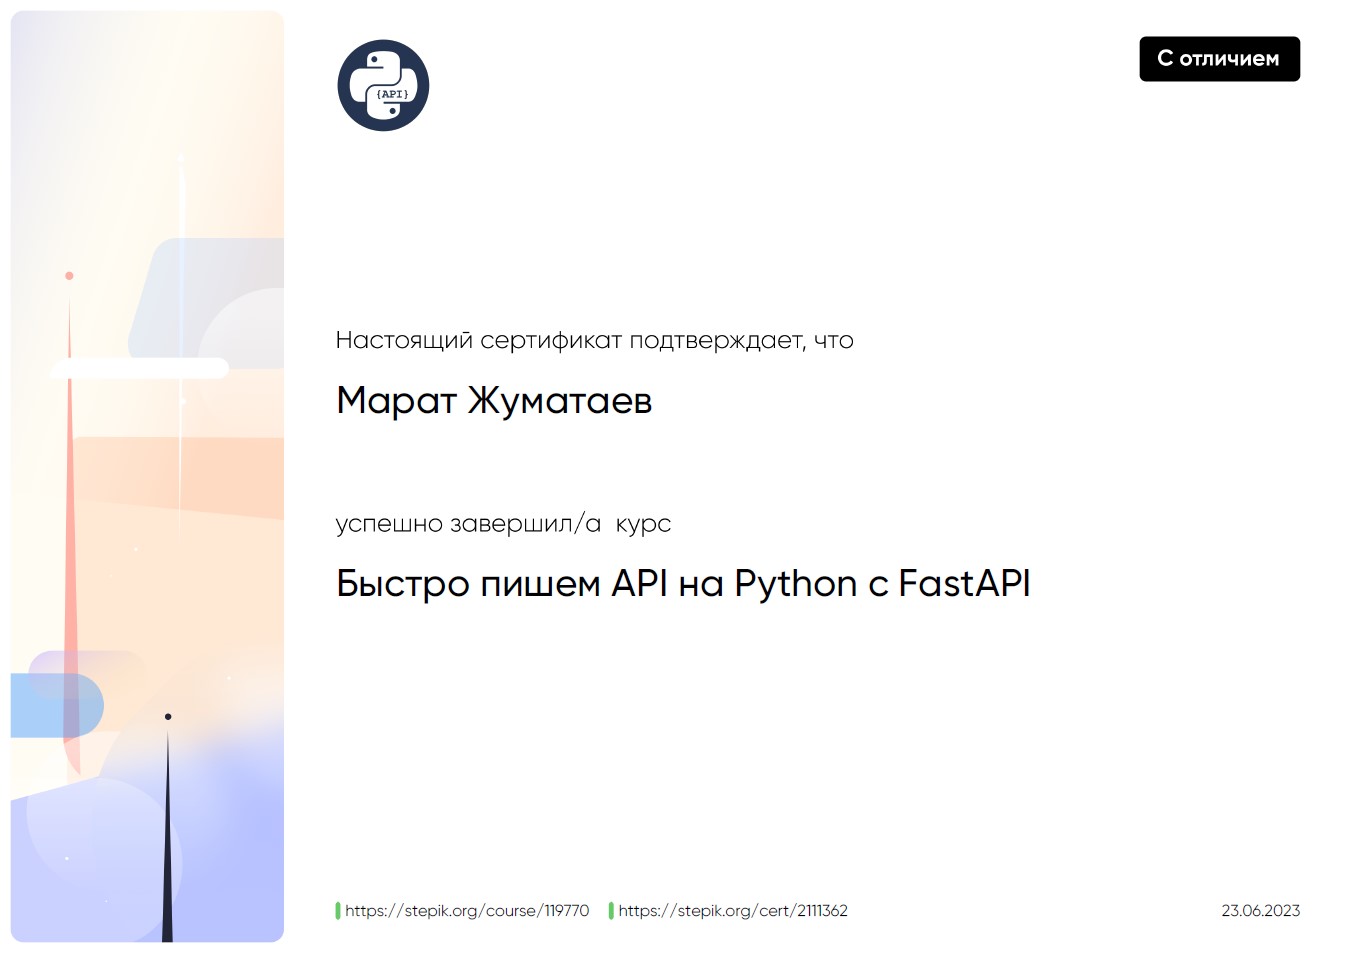 {API}
С отличием
Настоящий сертификат подтверждает, что
Марат Жуматаев
успешно завершил/а курс
Быстро пишем API на Python с FastAPI
https://stepik.org/course/119770 https://stepik.org/cert/2111362 23.06.2023